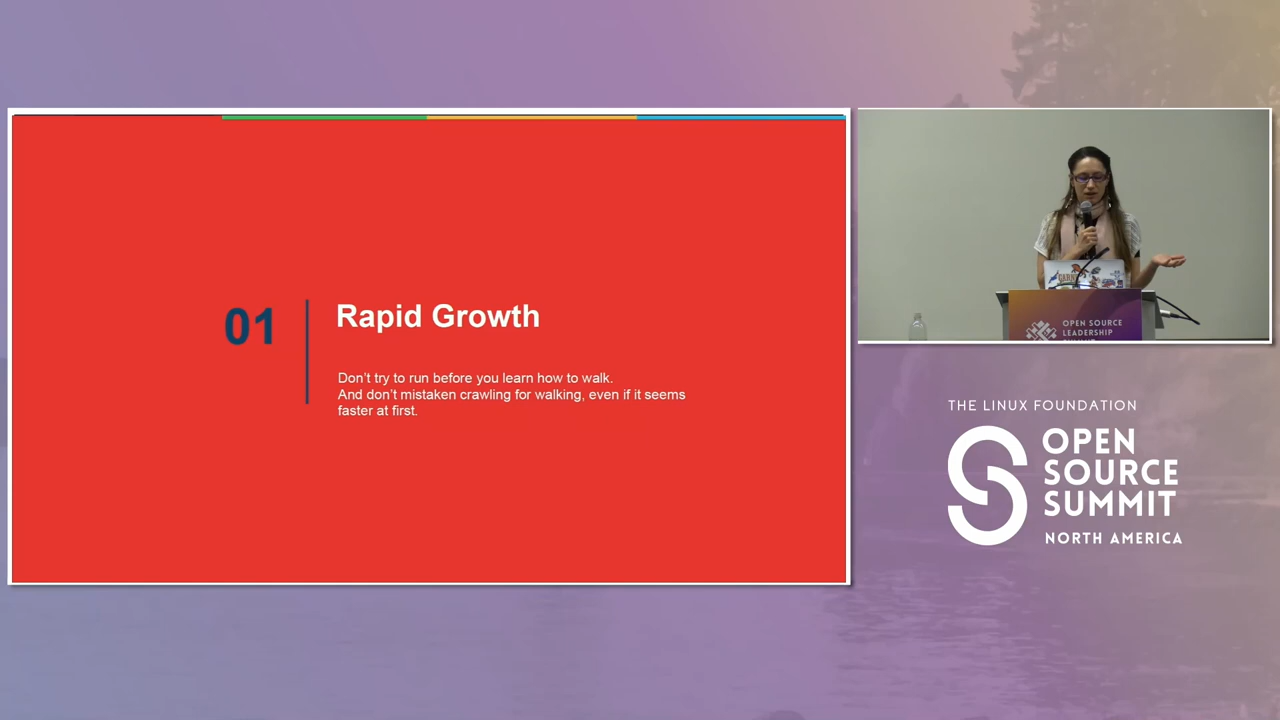 01
Rapid Growth
Don't try to run before you learn how to walk.
And don't mistaken crawling for walking, even if it seems
faster at first.
OPEN SOURCE
LEADERSHIP
THE LINUX FOUNDATION
OPEN
SOURCE
SUMMIT
NORTH AMERICA